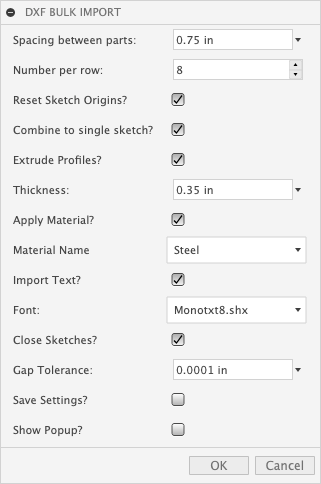 DXF BULK IMPORT
Spacing between parts: 0.75 in
Number per row: 8
Reset Sketch Origins?
Combine to single sketch?
Extrude Profiles?
Thickness: 0.35 in
Apply Material?
Material Name Steel
Import Text?
Font: Monotxt8.shx
Close Sketches?
Gap Tolerance: 0.0001 in
Save Settings?
Show Popup?
OK Cancel